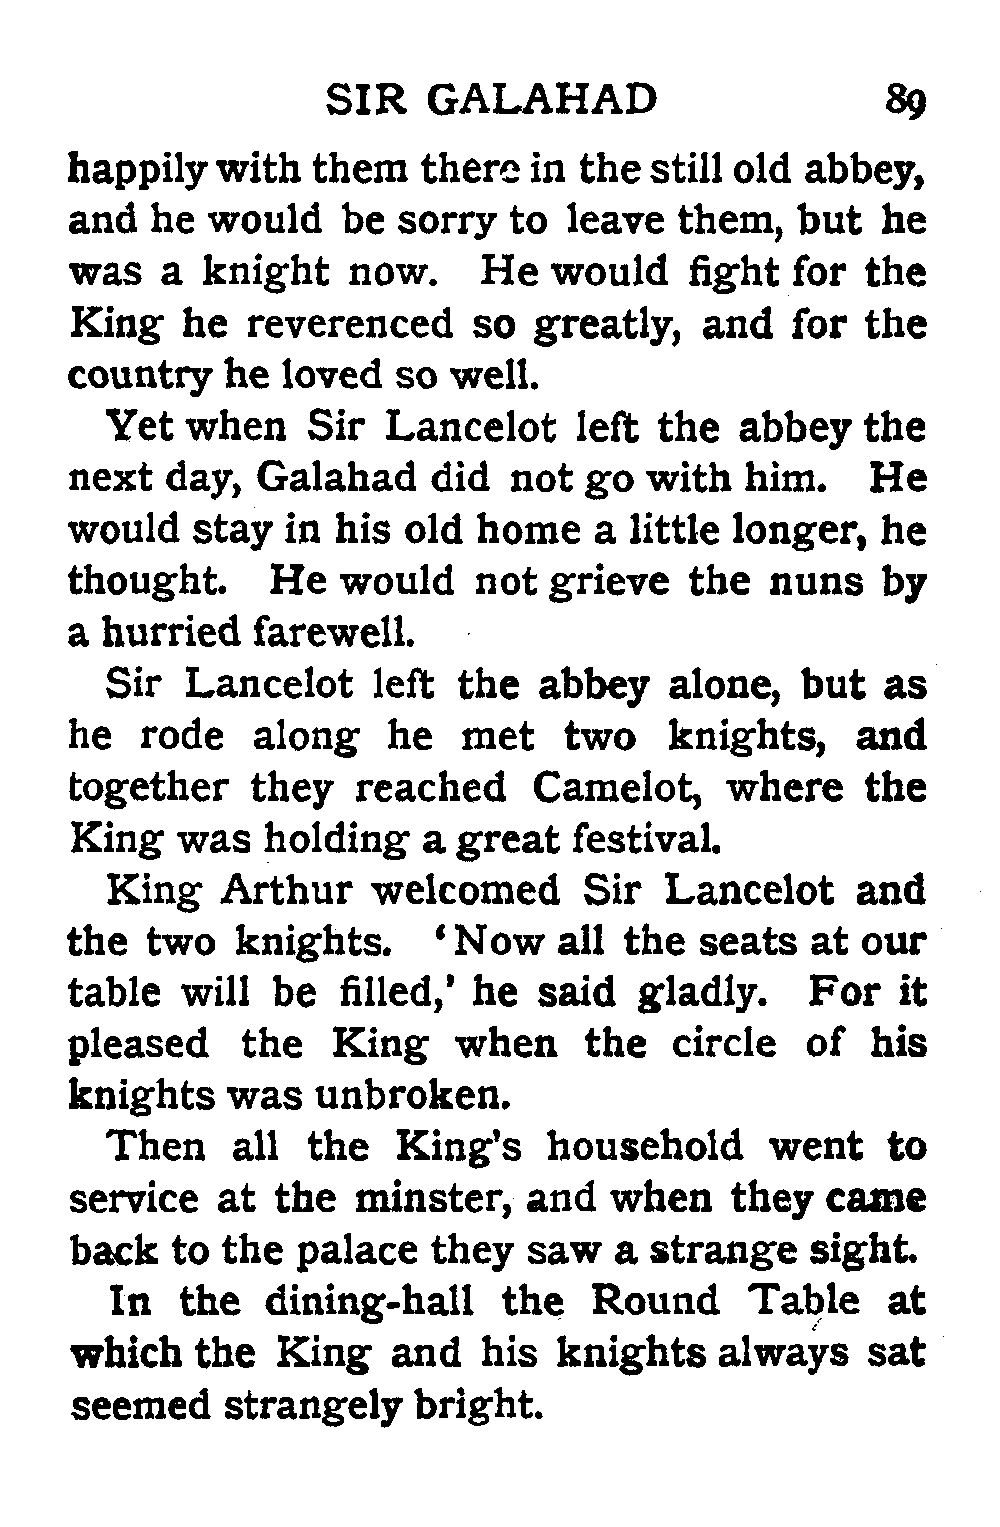 SIR GALAHAD 89
happily with them there in the still old abbey,
and he would be sorry to leave them, but he
was a knight now. He would fight for the
King he reverenced so greatly, and for the
country he loved so well.
Yet when Sir Lancelot left the abbey the
next day, Galahad did not go with him. He
would stay in his old home a little longer, he
thought. He would not grieve the nuns by
a hurried farewell.
Sir Lancelot left the abbey alone, but as
he rode along he met two knights, and
together they reached Camelot, where the
King was holding a great festival.
King Arthur welcomed Sir Lancelot and
the two knights. ‘Now all the seats at our
table will be filled,’ he said gladly. For it
pleased the King when the circle of his
knights was unbroken.
Then all the King’s household went to
service at the minster, and when they came
back to the palace they saw a strange sight.
In the dining-hall the Round Table at
which the King and his knights always sat
seemed strangely bright.